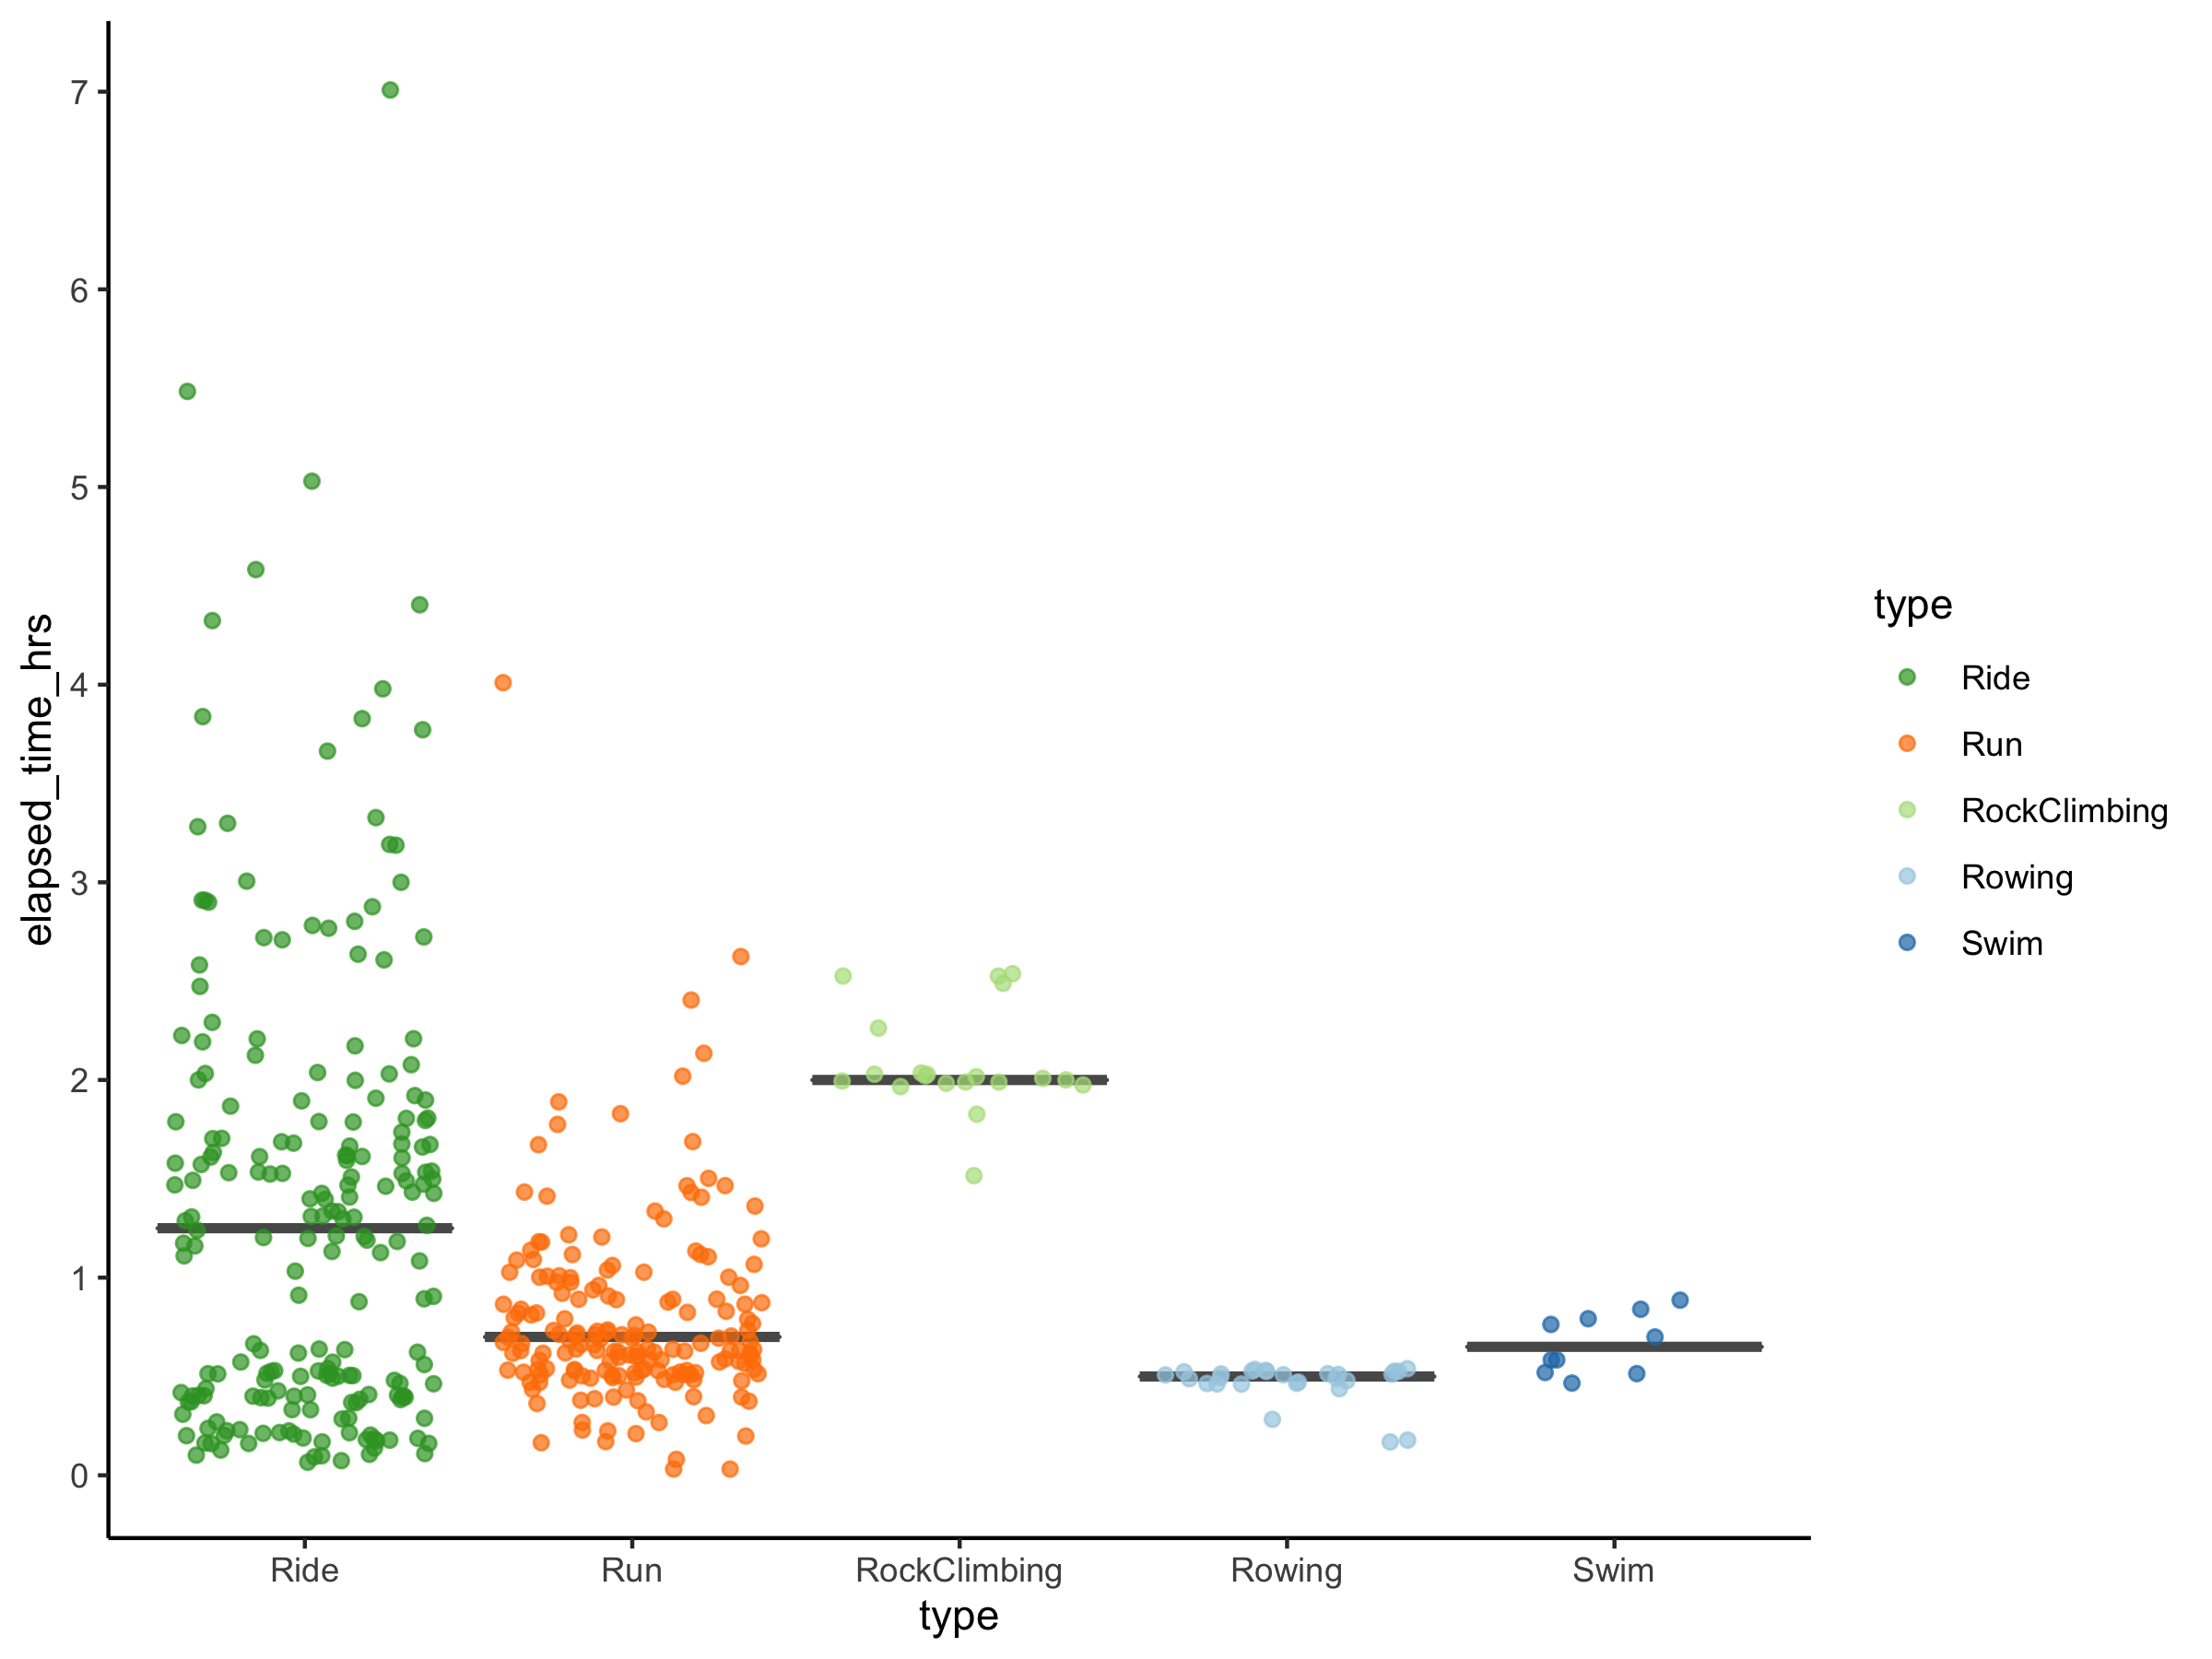 elapsed_time_hrs
7
6
5
4
3
2
1
0
Ride
Run
RockClimbing
Rowing
Swim
type
type
Ride
Run
RockClimbing
Rowing
Swim